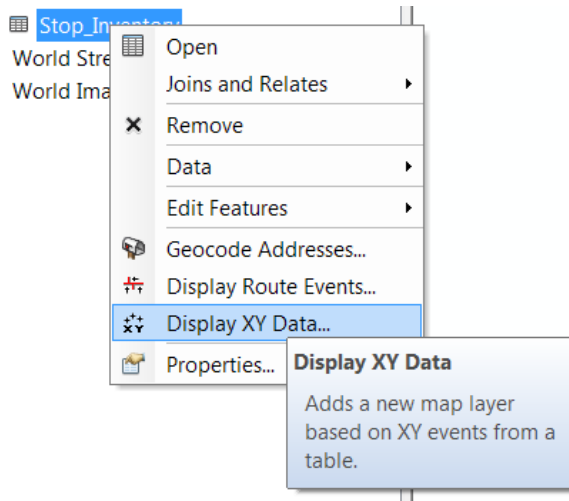 Stop_Inventory
Open
World Stre
Joins and Relates
World Ima
Remove
Data
Edit Features
Geocode Addresses...
Display Route Events...
Display XY Data...
Properties...
Display XY Data
Adds a new map layer
based on XY events from a
table.